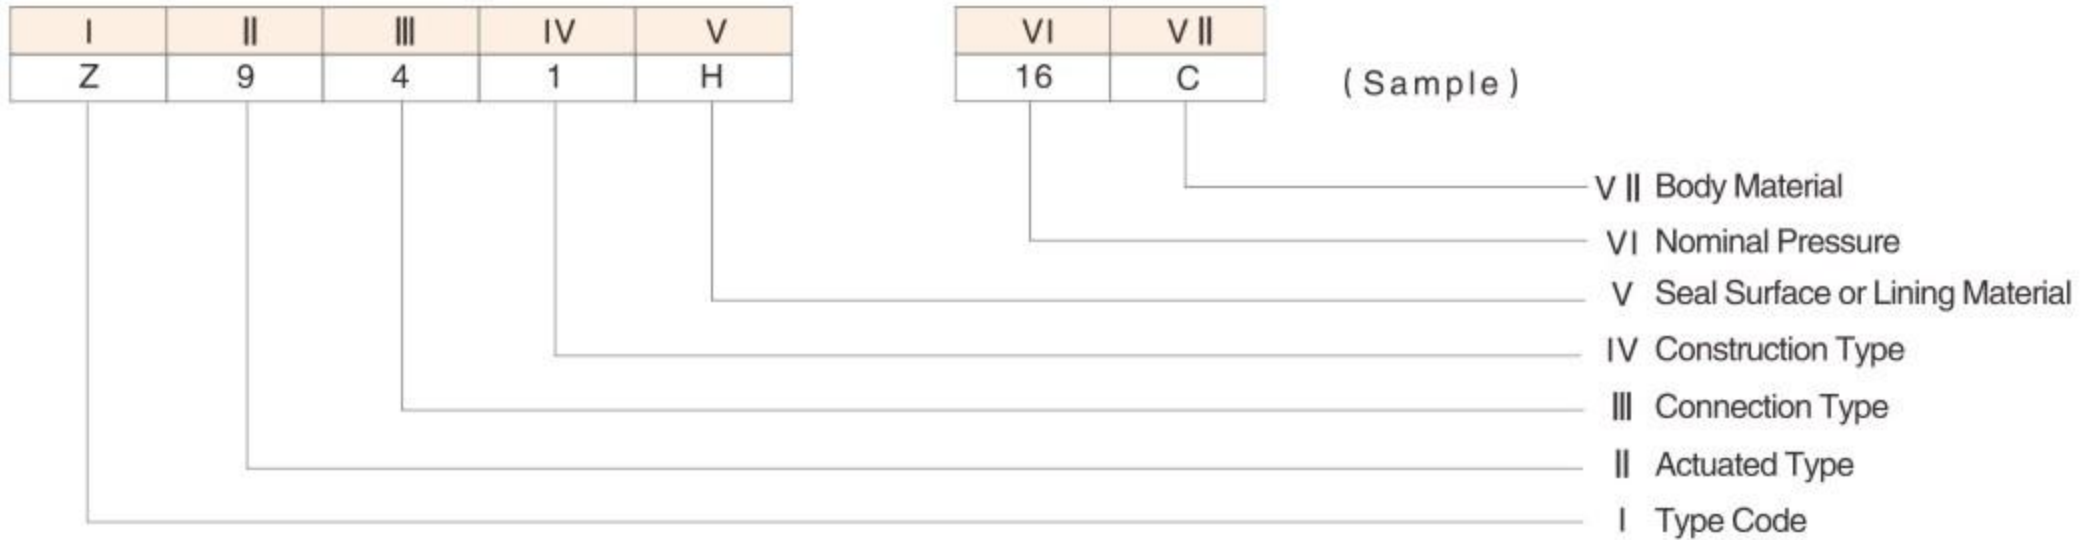 I II III IV V VI VII
Z 9 4 1 H 16 C (Sample)
VII Body Material
VI Nominal Pressure
V Seal Surface or Lining Material
IV Construction Type
III Connection Type
II Actuated Type
I Type Code